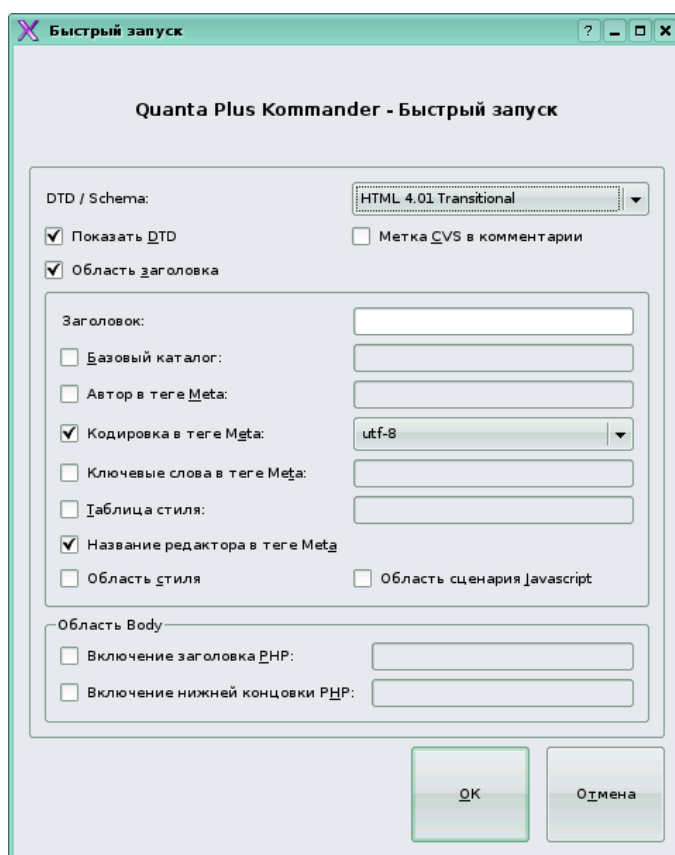 Быстрый запуск
Quanta Plus Kommander - Быстрый запуск
DTD / Schema: HTML 4.01 Transitional
Показать DTD Метка CVS в комментарии
Область заголовка
Заголовок:
Базовый каталог:
Автор в теге Meta:
Кодировка в теге Meta: utf-8
Ключевые слова в теге Meta:
Таблица стиля:
Название редактора в теге Meta
Область стиля Область сценария Javascript
Область Body
Включение заголовка PHP:
Включение нижней концовки PHP:
OK Отмена